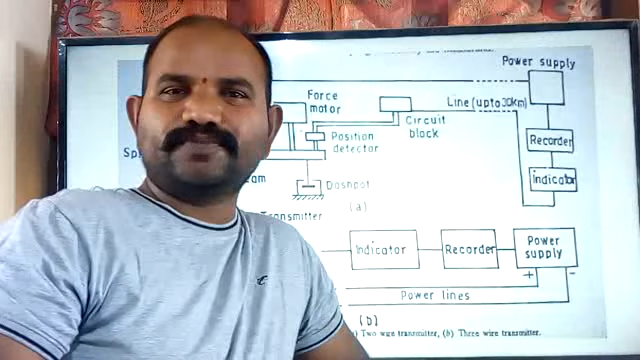 Power supply
Force
motor
Line (upto 30km)
Circuit
block
Position
detector
Recorder
Indicator
Dashpot
(a)
Indicator
Recorder
Power
supply
+
-
Power lines
(b)
Two wire transmitter, (b) Three wire transmitter.